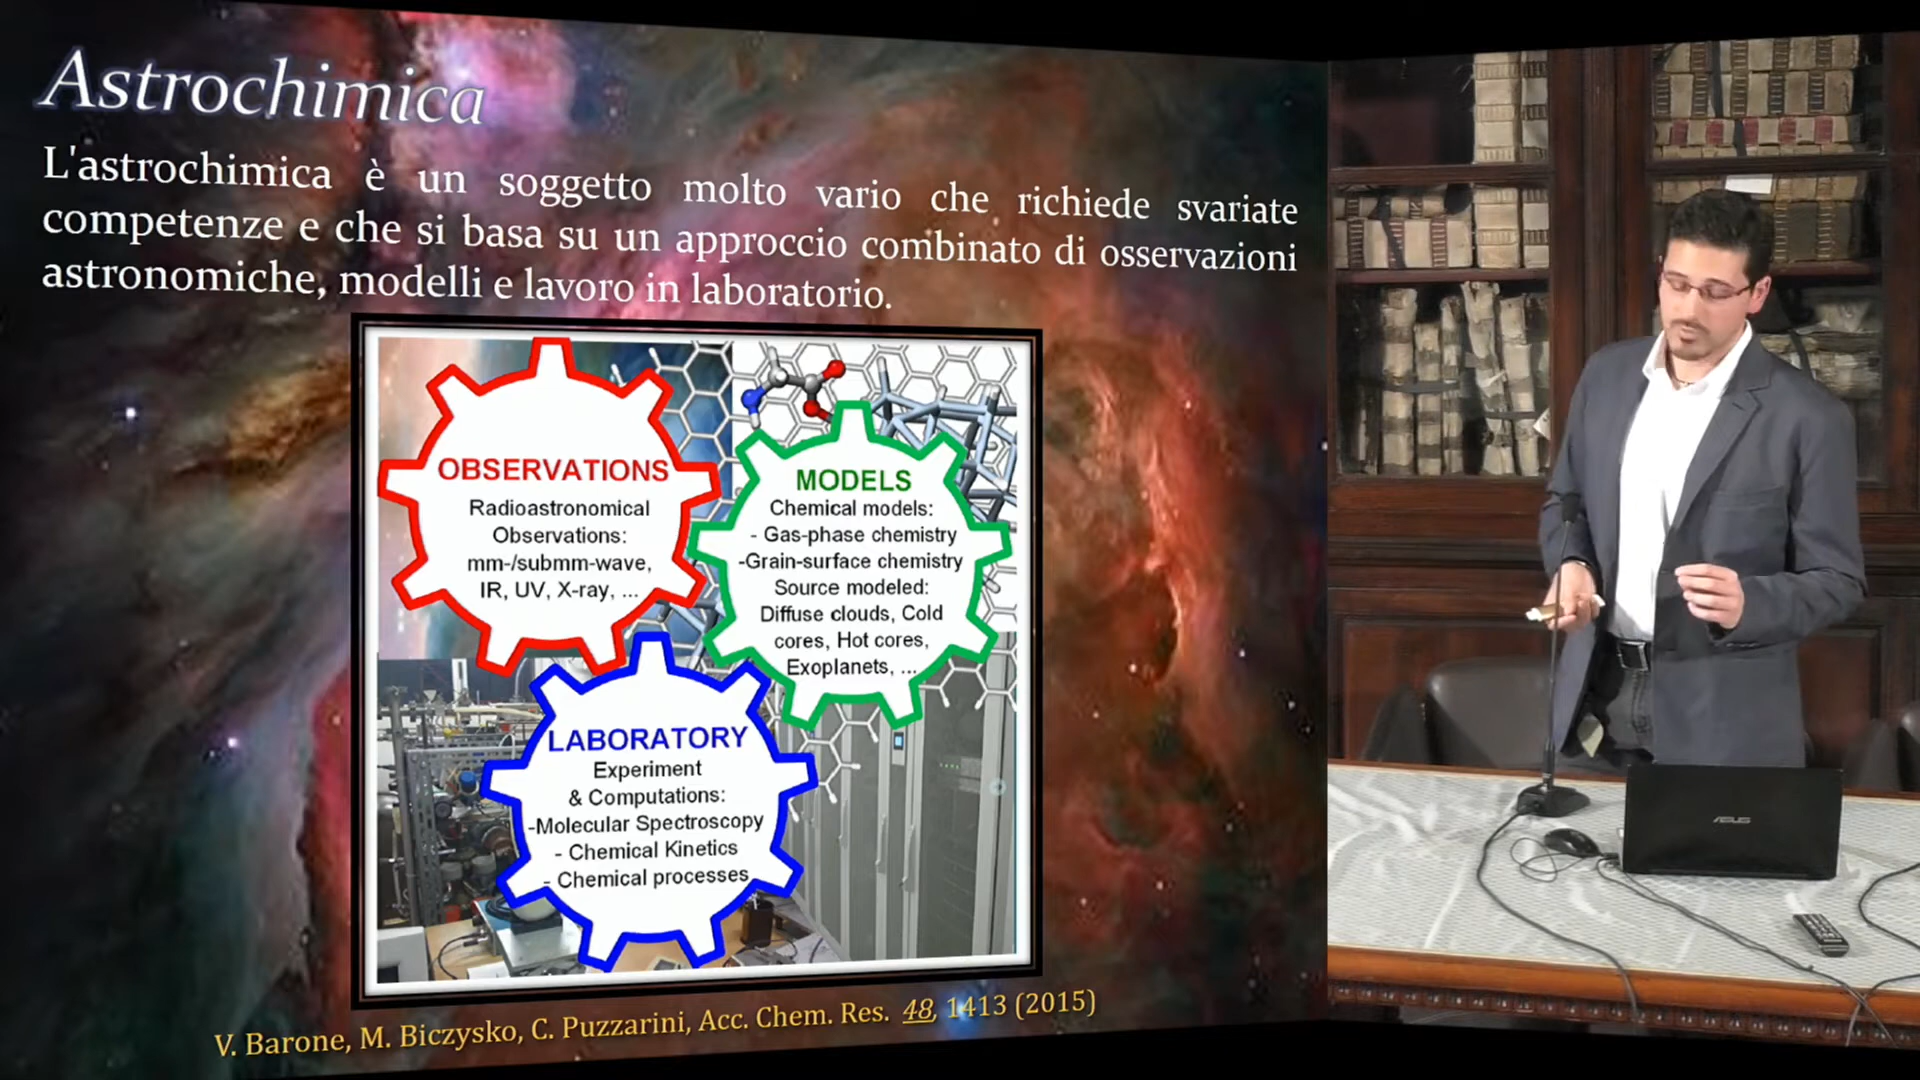 Astrochimica
L'astrochimica è un soggetto molto vario che richiede svariate
competenze e che si basa su un approccio combinato di osservazioni
astronomiche, modelli e lavoro in laboratorio.
OBSERVATIONS
Radioastronomical
Observations:
mm-/submm-wave,
IR, UV, X-ray, ...
MODELS
Chemical models:
- Gas-phase chemistry
-Grain-surface chemistry
Source modeled:
Diffuse clouds, Cold
cores, Hot cores,
Exoplanets, ...
LABORATORY
Experiment
& Computations:
-Molecular Spectroscopy
- Chemical Kinetics
- Chemical processes
V. Barone, M. Biczysko, C. Puzzarini, Acc. Chem. Res. 48, 1413 (2015)
ASUS